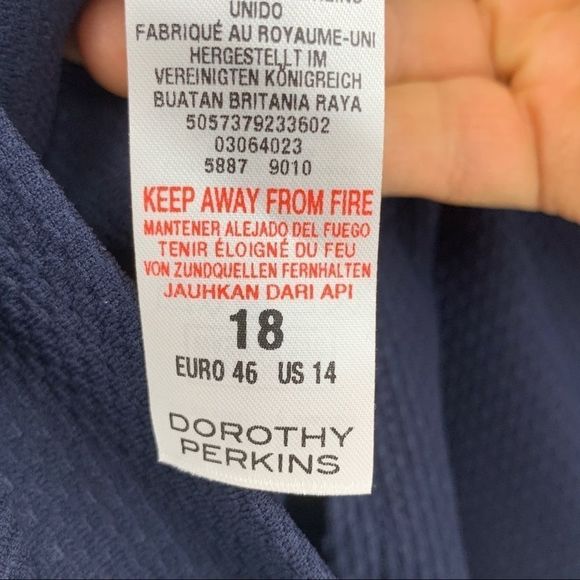 UNIDO
FABRIQUÉ AU ROYAUME-UNI
HERGESTELLT IM
VEREINIGTEN KÖNIGREICH
BUATAN BRITANIA RAYA
5057379233602
03064023
5887 9010
KEEP AWAY FROM FIRE
MANTENER ALEJADO DEL FUEGO
TENIR ÉLOIGNÉ DU FEU
VON ZUNDQUELLEN FERNHALTEN
JAUHKAN DARI API
18
EURO 46 US 14
DOROTHY
PERKINS